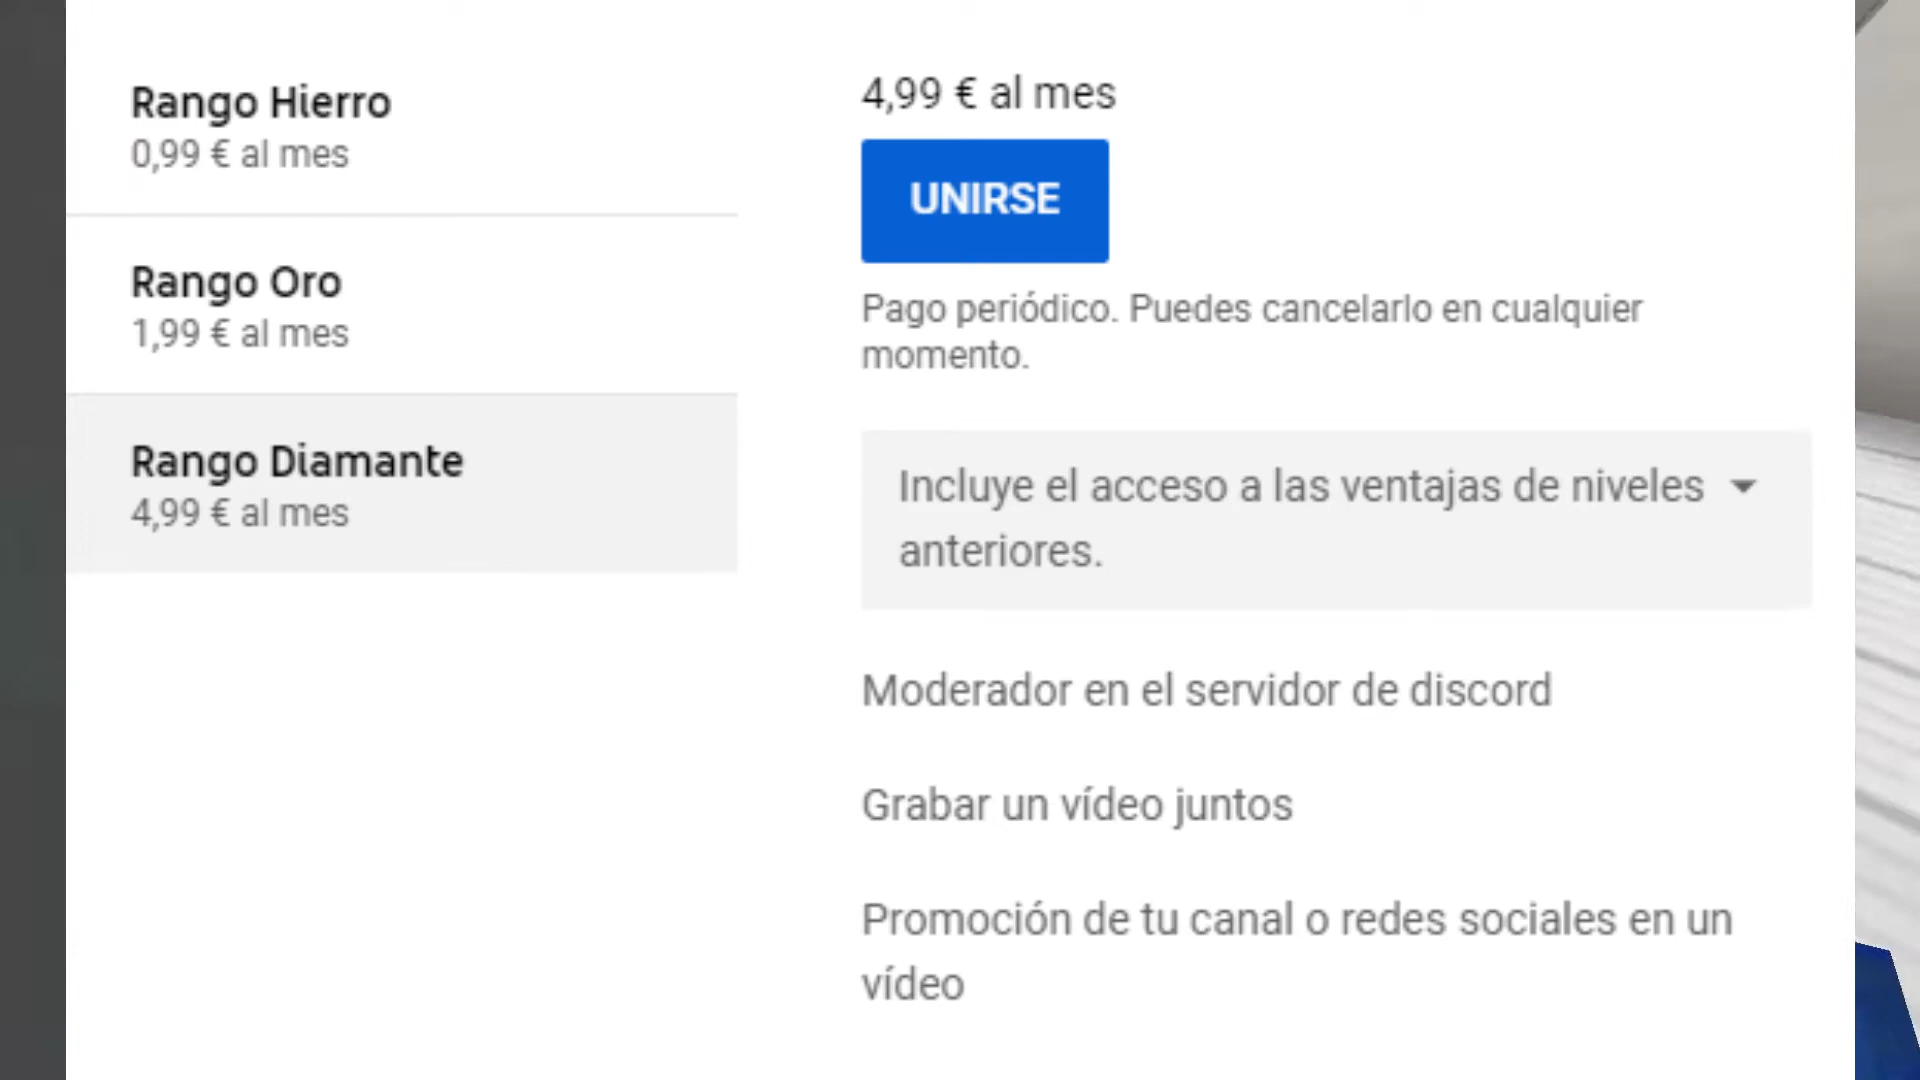 Rango Hierro
0,99 € al mes
Rango Oro
1,99 € al mes
Rango Diamante
4,99 € al mes
4,99 € al mes
UNIRSE
Pago periódico. Puedes cancelarlo en cualquier
momento.
Incluye el acceso a las ventajas de niveles
anteriores.
Moderador en el servidor de discord
Grabar un vídeo juntos
Promoción de tu canal o redes sociales en un
vídeo